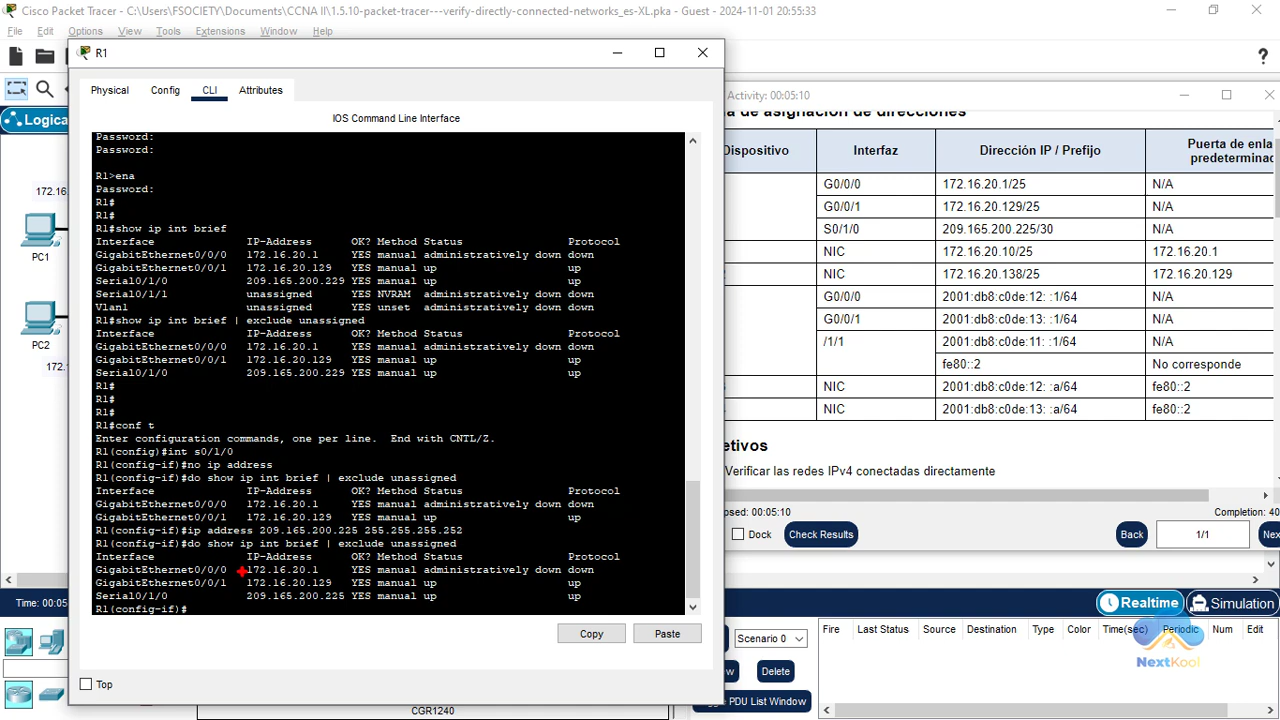 Cisco Packet Tracer - C:\Users\FSOCIETY\Documents\CCNA II\1.5.10-packet-tracer---verify-directly-connected-networks_es-XL.pka - Guest - 2024-11-01 20:55:33
File Edit Options View Tools Extensions Window Help
R1
Physical Config CLI Attributes
IOS Command Line Interface
Password:
Password:
R1>ena
Password:
R1#
R1#
R1#show ip int brief
Interface IP-Address OK? Method Status Protocol
GigabitEthernet0/0/0 172.16.20.1 YES manual administratively down down
GigabitEthernet0/0/1 172.16.20.129 YES manual up up
Serial0/1/0 209.165.200.229 YES manual up up
Serial0/1/1 unassigned YES NVRAM administratively down down
Vlan1 unassigned YES unset administratively down down
R1#show ip int brief | exclude unassigned
Interface IP-Address OK? Method Status Protocol
GigabitEthernet0/0/0 172.16.20.1 YES manual administratively down down
GigabitEthernet0/0/1 172.16.20.129 YES manual up up
Serial0/1/0 209.165.200.229 YES manual up up
R1#
R1#
R1#
R1#conf t
Enter configuration commands, one per line. End with CNTL/Z.
R1(config)#int s0/1/0
R1(config-if)#no ip address
R1(config-if)#do show ip int brief | exclude unassigned
Interface IP-Address OK? Method Status Protocol
GigabitEthernet0/0/0 172.16.20.1 YES manual administratively down down
GigabitEthernet0/0/1 172.16.20.129 YES manual up up
R1(config-if)#ip address 209.165.200.225 255.255.255.252
R1(config-if)#do show ip int brief | exclude unassigned
Interface IP-Address OK? Method Status Protocol
GigabitEthernet0/0/0 172.16.20.1 YES manual administratively down down
GigabitEthernet0/0/1 172.16.20.129 YES manual up up
Serial0/1/0 209.165.200.225 YES manual up up
R1(config-if)#
Copy Paste
Top
Logica
172.16
PC1
PC2
172.1
Time: 00:05
Activity: 00:05:10
a de asignación de direcciones
Dispositivo Interfaz Dirección IP / Prefijo Puerta de enla
predeterminad
G0/0/0 172.16.20.1/25 N/A
G0/0/1 172.16.20.129/25 N/A
S0/1/0 209.165.200.225/30 N/A
NIC 172.16.20.10/25 172.16.20.1
NIC 172.16.20.138/25 172.16.20.129
G0/0/0 2001:db8:c0de:12: :1/64 N/A
G0/0/1 2001:db8:c0de:13: :1/64 N/A
/1/1 2001:db8:c0de:11: :1/64 N/A
fe80::2 No corresponde
NIC 2001:db8:c0de:12: :a/64 fe80::2
NIC 2001:db8:c0de:13: :a/64 fe80::2
etivos
Verificar las redes IPv4 conectadas directamente
psed: 00:05:10 Completion: 40
Dock Check Results Back 1/1 Nex
Realtime Simulation
Scenario 0 Fire Last Status Source Destination Type Color Time(sec) Periodic Num Edit
Delete
PDU List Window
NextKool
CGR1240